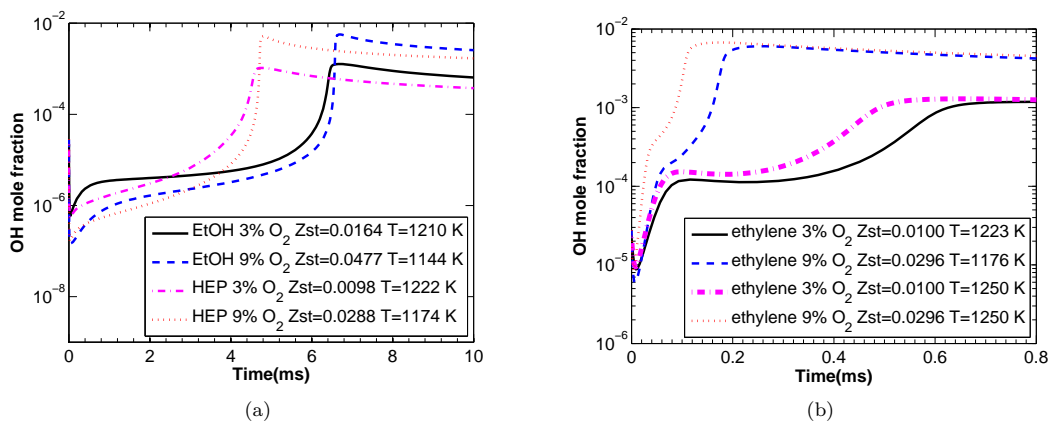 10⁻²
10⁻⁴
10⁻⁶
10⁻⁸
OH mole fraction
EtOH 3% O₂ Zst=0.0164 T=1210 K
EtOH 9% O₂ Zst=0.0477 T=1144 K
HEP 3% O₂ Zst=0.0098 T=1222 K
HEP 9% O₂ Zst=0.0288 T=1174 K
0 2 4 6 8 10
Time(ms)
(a)
10⁻²
10⁻³
10⁻⁴
10⁻⁵
10⁻⁶
OH mole fraction
ethylene 3% O₂ Zst=0.0100 T=1223 K
ethylene 9% O₂ Zst=0.0296 T=1176 K
ethylene 3% O₂ Zst=0.0100 T=1250 K
ethylene 9% O₂ Zst=0.0296 T=1250 K
0 0.2 0.4 0.6 0.8
Time(ms)
(b)